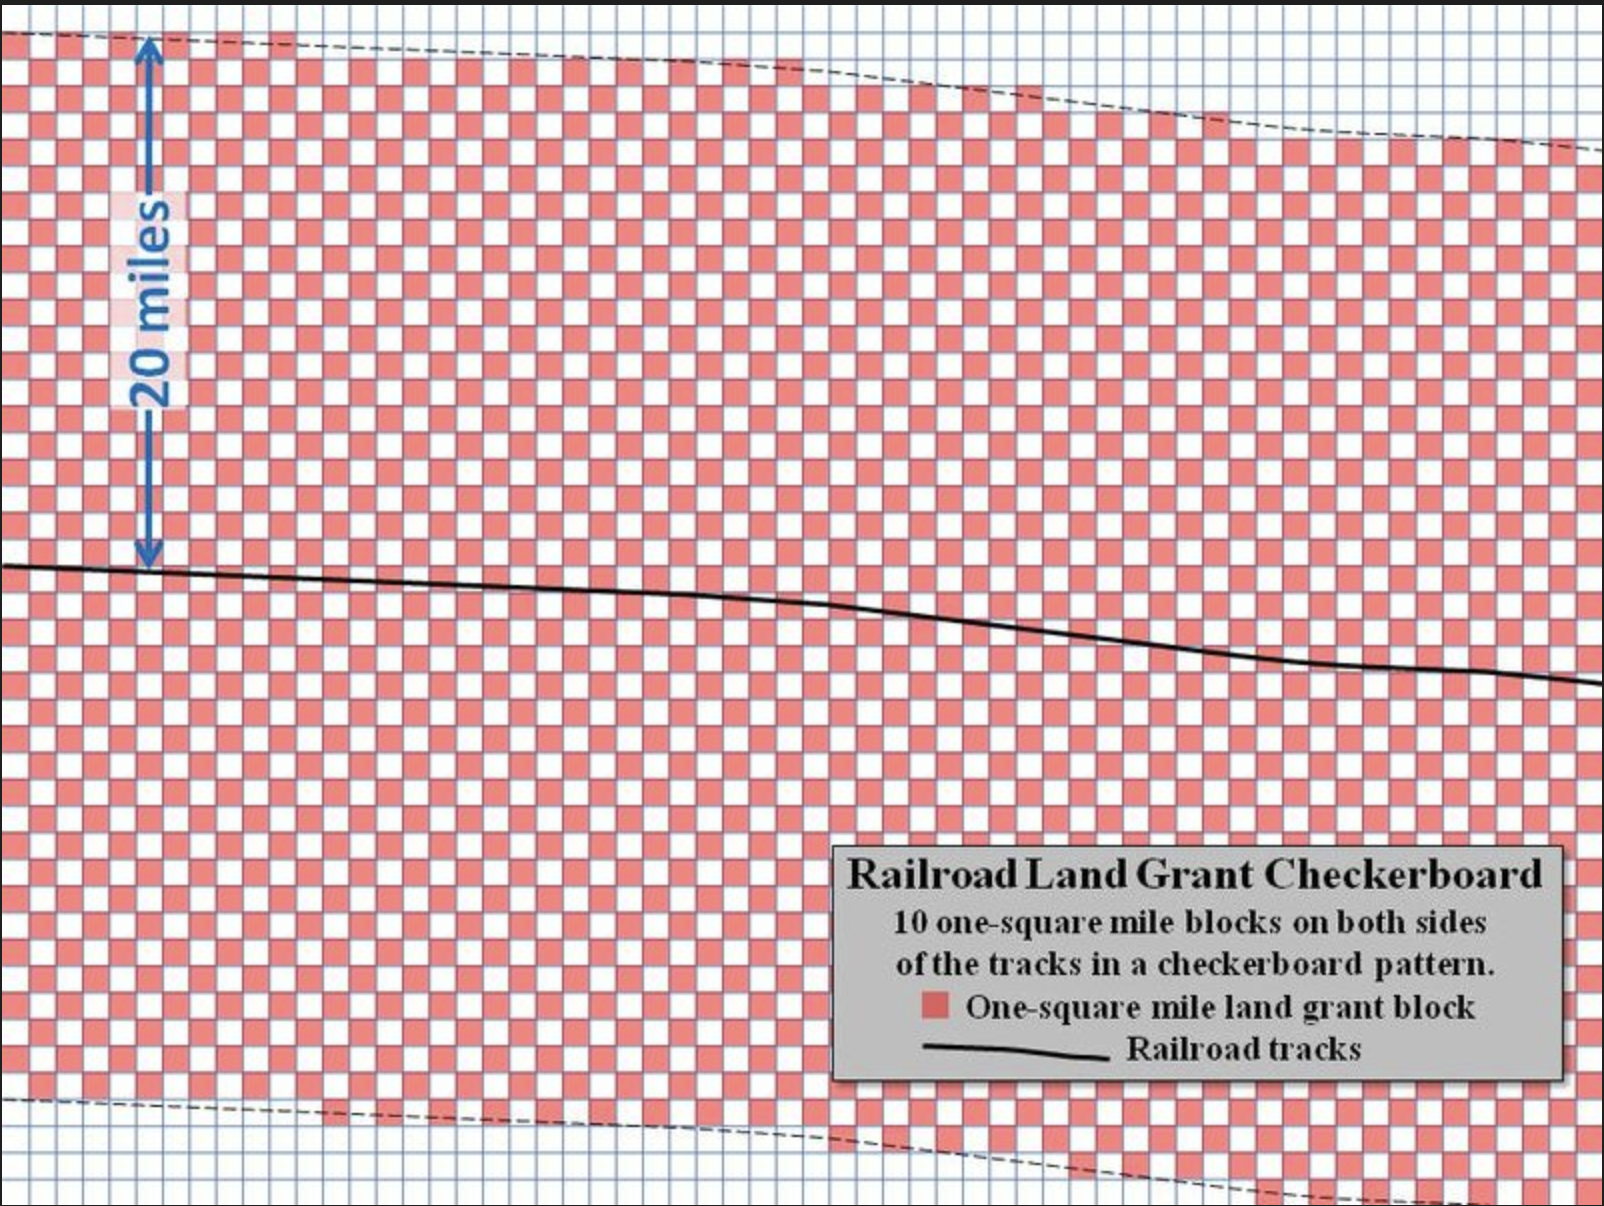 20 miles
Railroad Land Grant Checkerboard
10 one-square mile blocks on both sides
of the tracks in a checkerboard pattern.
One-square mile land grant block
Railroad tracks